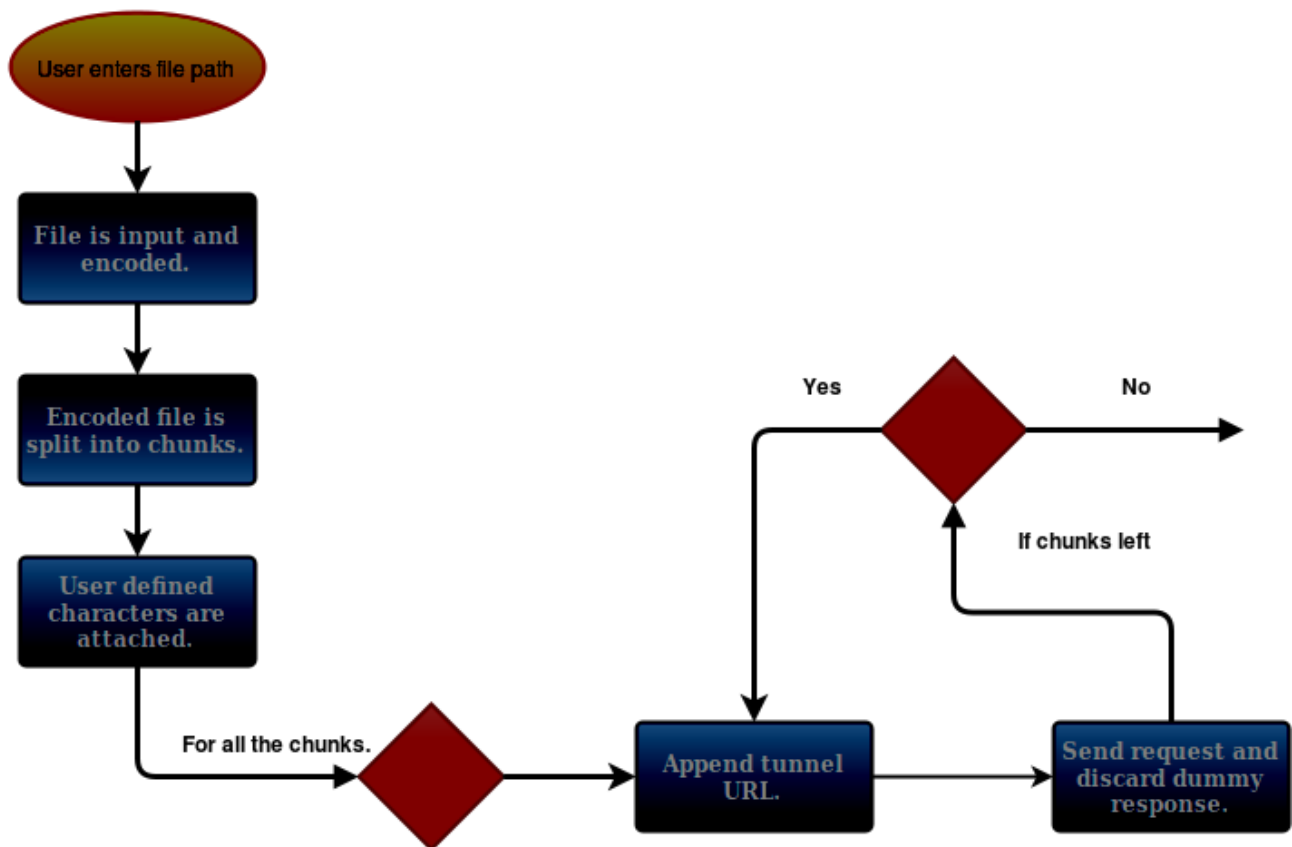 User enters file path
File is input and
encoded.
Encoded file is
split into chunks.
User defined
characters are
attached.
For all the chunks.
Append tunnel
URL.
Send request and
discard dummy
response.
If chunks left
Yes
No